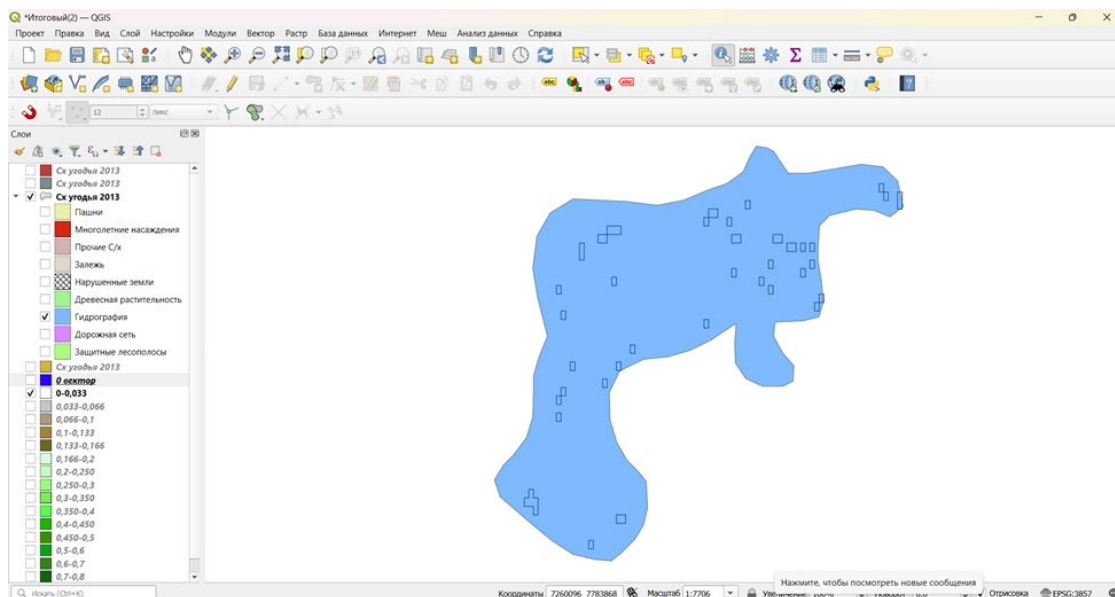 *Итоговый(2) — QGIS
Проект Правка Вид Слой Настройки Модули Вектор Растр База данных Интернет Меш Анализ данных Справка
12 пикс
Слои
Сх угодья 2013
Сх угодья 2013
Сх угодья 2013
Пашни
Многолетние насаждения
Прочие С/х
Залежь
Нарушенные земли
Древесная растительность
Гидрография
Дорожная сеть
Защитные лесополосы
Сх угодья 2013
0 вектор
0-0,033
0,033-0,066
0,066-0,1
0,1-0,133
0,133-0,166
0,166-0,2
0,2-0,250
0,250-0,3
0,3-0,350
0,350-0,4
0,4-0,450
0,450-0,5
0,5-0,6
0,6-0,7
0,7-0,8
Нажмите, чтобы посмотреть новые сообщения
Искать (Ctrl+K) Координаты 7260096 7783868 Масштаб 1:7706 Отрисовка EPSG:3857